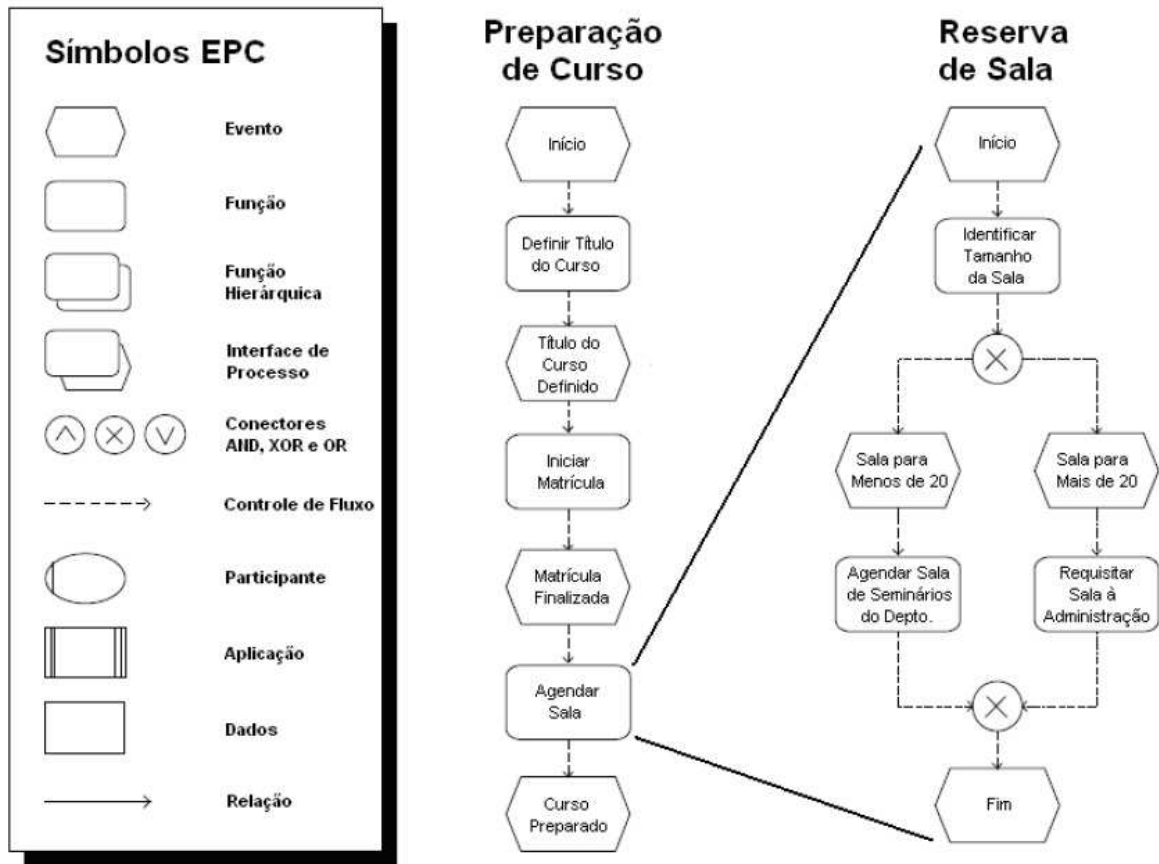 Símbolos EPC
Evento
Função
Função
Hierárquica
Interface de
Processo
Conectores
AND, XOR e OR
Controle de Fluxo
Participante
Aplicação
Dados
Relação
Preparação
de Curso
Início
Definir Título
do Curso
Título do
Curso
Definido
Iniciar
Matrícula
Matrícula
Finalizada
Agendar
Sala
Curso
Preparado
Reserva
de Sala
Início
Identificar
Tamanho
da Sala
Sala para
Menos de 20
Sala para
Mais de 20
Agendar Sala
de Seminários
do Depto.
Requisitar
Sala à
Administração
Fim